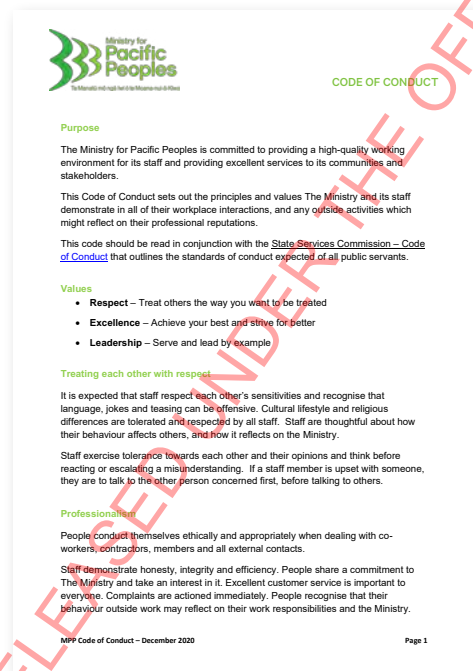 Ministry for
Pacific
Peoples
CODE OF CONDUCT
Purpose
The Ministry for Pacific Peoples is committed to providing a high-quality working
environment for its staff and providing excellent services to its communities and
stakeholders.
This Code of Conduct sets out the principles and values The Ministry and its staff
demonstrate in all of their workplace interactions, and any outside activities which
might reflect on their professional reputations.
This code should be read in conjunction with the State Services Commission – Code
of Conduct that outlines the standards of conduct expected of all public servants.
Values
• Respect – Treat others the way you want to be treated
• Excellence – Achieve your best and strive for better
• Leadership – Serve and lead by example
Treating each other with respect
It is expected that staff respect each other's sensitivities and recognise that
language, jokes and teasing can be offensive. Cultural lifestyle and religious
differences are tolerated and respected by all staff.  Staff are thoughtful about how
their behaviour affects others, and how it reflects on the Ministry.
Staff exercise tolerance towards each other and their opinions and think before
reacting or escalating a misunderstanding.  If a staff member is upset with someone,
they are to talk to the other person concerned first, before talking to others.
Professionalism
People conduct themselves ethically and appropriately when dealing with co-
workers, contractors, members and all external contacts.
Staff demonstrate honesty, integrity and efficiency. People share a commitment to
The Ministry and take an interest in it. Excellent customer service is important to
everyone. Complaints are actioned immediately. People recognise that their
behaviour outside work may reflect on their work responsibilities and the Ministry.
MPP Code of Conduct – December 2020 Page 1
ELEASED UNDER THE OF